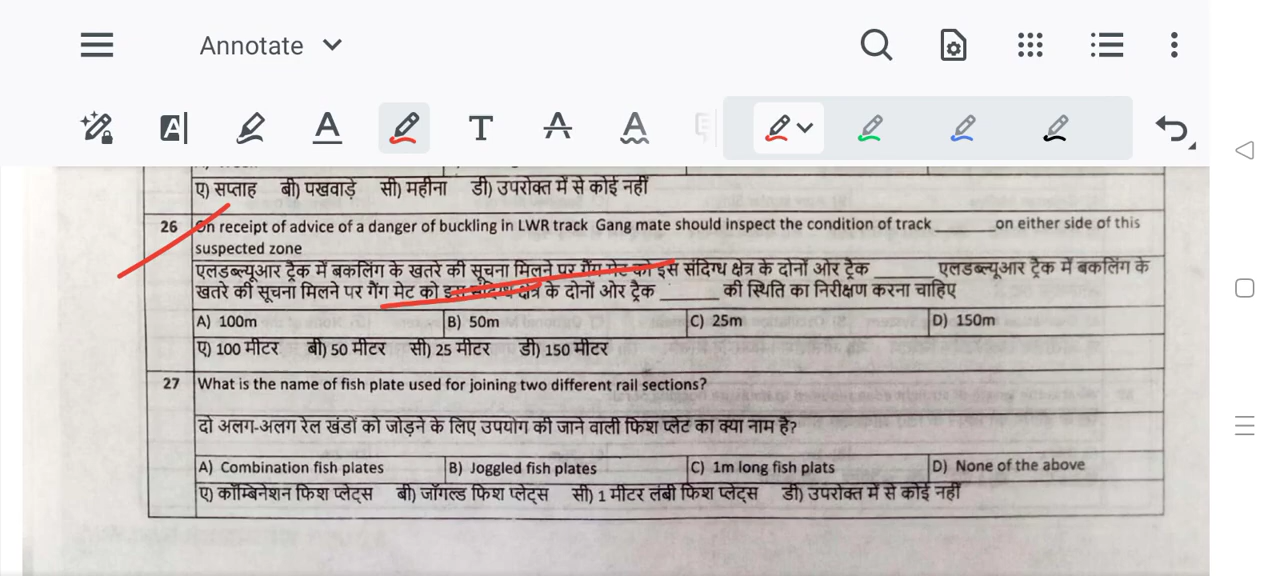 Annotate
ए) सप्ताह बी) पखवाड़े सी) महीना डी) उपरोक्त में से कोई नहीं
26 On receipt of advice of a danger of buckling in LWR track Gang mate should inspect the condition of track ______on either side of this
suspected zone
एलडब्ल्यूआर ट्रैक में बकलिंग के खतरे की सूचना मिलने पर गैंग मेट को इस संदिग्ध क्षेत्र के दोनों ओर ट्रैक ______ एलडब्ल्यूआर ट्रैक में बकलिंग के
खतरे की सूचना मिलने पर गैंग मेट को इस संदिग्ध क्षेत्र के दोनों ओर ट्रैक ______ की स्थिति का निरीक्षण करना चाहिए
A) 100m B) 50m C) 25m D) 150m
ए) 100 मीटर बी) 50 मीटर सी) 25 मीटर डी) 150 मीटर
27 What is the name of fish plate used for joining two different rail sections?
दो अलग-अलग रेल खंडों को जोड़ने के लिए उपयोग की जाने वाली फिश प्लेट का क्या नाम है?
A) Combination fish plates B) Joggled fish plates C) 1m long fish plats D) None of the above
ए) कॉम्बिनेशन फिश प्लेट्स बी) जॉगल्ड फिश प्लेट्स सी) 1 मीटर लंबी फिश प्लेट्स डी) उपरोक्त में से कोई नहीं